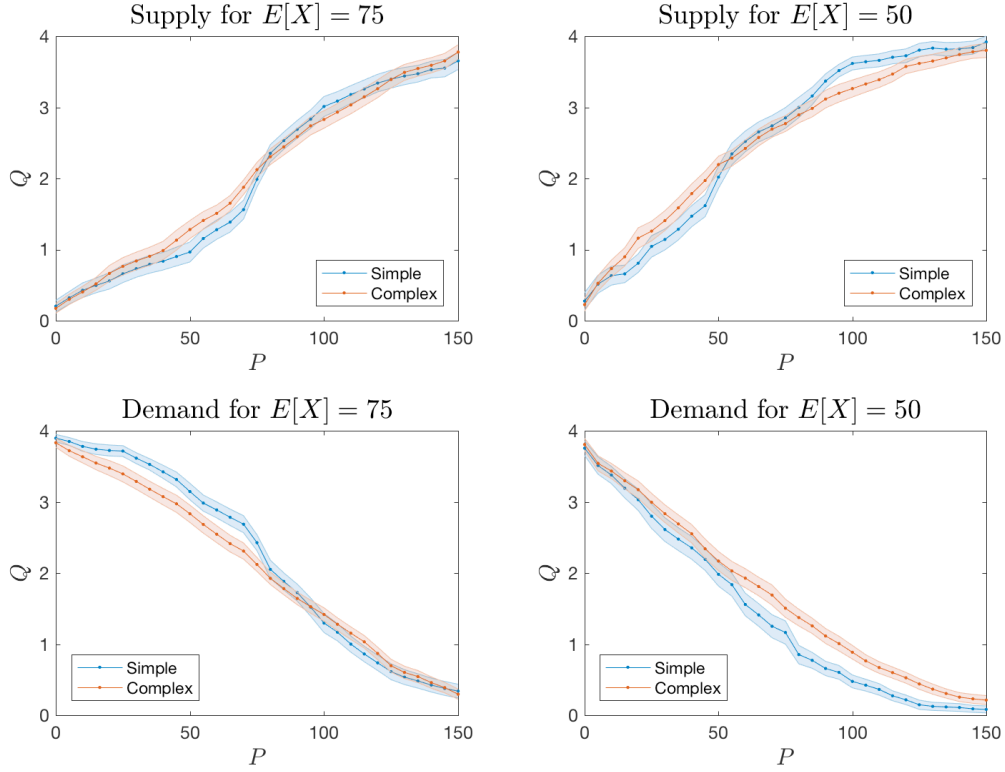 Supply for E[X] = 75
4
3
2
1
0
Q
Simple
Complex
0
50
100
150
P
Supply for E[X] = 50
4
3
2
1
0
Q
Simple
Complex
0
50
100
150
P
Demand for E[X] = 75
4
3
2
1
0
Q
Simple
Complex
0
50
100
150
P
Demand for E[X] = 50
4
3
2
1
0
Q
Simple
Complex
0
50
100
150
P